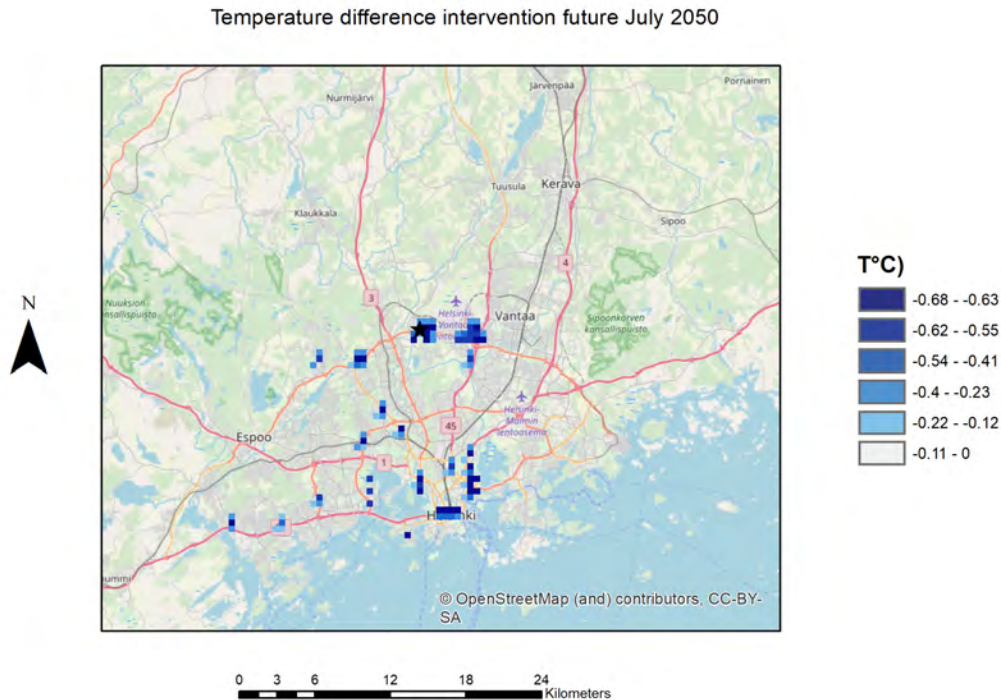 Temperature difference intervention future July 2050
Pornainen
Järvenpää
Nurmijärvi
Tuusula
Kerava
Klaukkala
Sipoo
4
T°C)
N
3
Helsinki-
Nuuksion
Vantaa
Sipoonkorven
kansallispuisto
-0.68 - -0.63
-0.62 - -0.55
-0.54 - -0.41
-0.4 - -0.23
-0.22 - -0.12
-0.11 - 0
Helsinki-
Malmin
lentoasema
45
Espoo
1
© OpenStreetMap (and) contributors, CC-BY-
SA
0 3 6 12 18 24
Kilometers